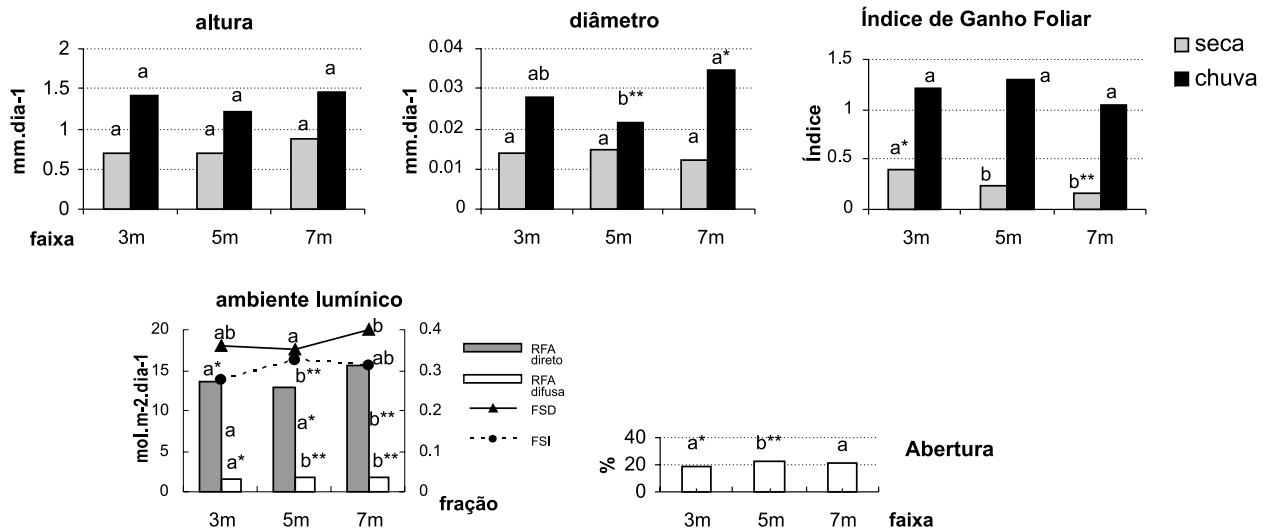 altura
2
1.5
1
0.5
0
mm.dia-1
a
a
a
a
a
a
faixa
3m
5m
7m
diâmetro
0.04
0.03
0.02
0.01
0
mm.dia-1
a
ab
a
b**
a
a*
3m
5m
7m
Índice de Ganho Foliar
1.5
1
0.5
0
Índice
a*
a
b
a
b**
a
3m
5m
7m
seca
chuva
ambiente lumínico
20
15
10
5
0
mol.m-2.dia-1
0.4
0.3
0.2
0.1
0
fração
ab
a
b
a*
b**
ab
a
a*
b**
a*
b**
b**
3m
5m
7m
RFA
direto
RFA
difusa
FSD
FSI
Abertura
40
20
0
%
a*
b**
a
3m
5m
7m
faixa